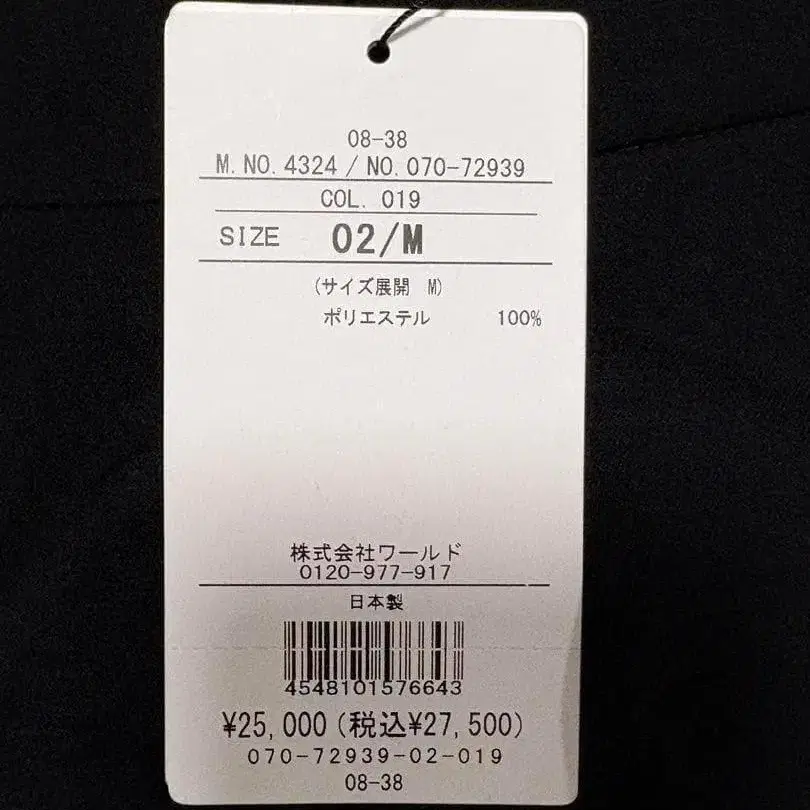 08-38
M.NO.4324 / NO.070-72939
COL. 019
SIZE 02/M
(サイズ展開 M)
ポリエステル 100%
株式会社ワールド
0120-977-917
日本製
4548101576643
¥25,000(税込¥27,500)
070-72939-02-019
08-38